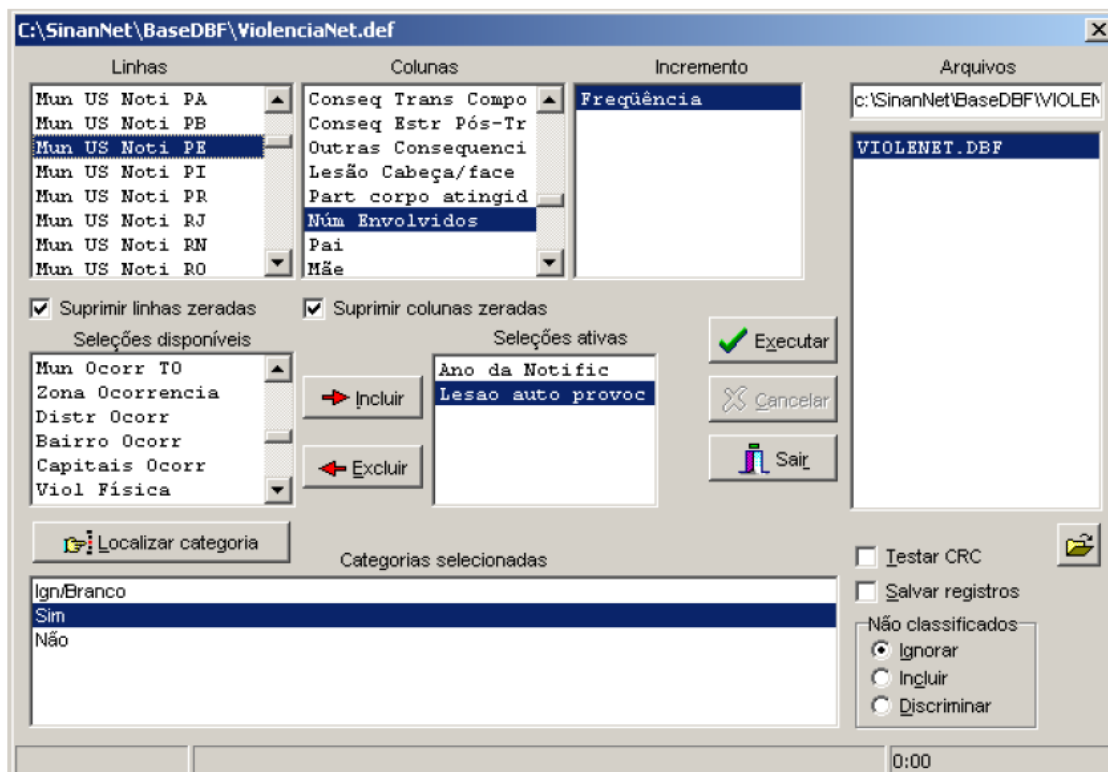 C:\SinanNet\BaseDBF\ViolenciaNet.def
Linhas
Mun US Noti PA
Mun US Noti PB
Mun US Noti PE
Mun US Noti PI
Mun US Noti PR
Mun US Noti RJ
Mun US Noti RN
Mun US Noti RO
Colunas
Conseq Trans Compo
Conseq Estr Pós-Tr
Outras Consequenci
Lesão Cabeça/face
Part corpo atingid
Núm Envolvidos
Pai
Mãe
Incremento
Freqüência
Arquivos
c:\SinanNet\BaseDBF\VIOLEN
VIOLENET.DBF
Suprimir linhas zeradas
Suprimir colunas zeradas
Seleções disponíveis
Mun Ocorr TO
Zona Ocorrencia
Distr Ocorr
Bairro Ocorr
Capitais Ocorr
Viol Física
Incluir
Excluir
Seleções ativas
Ano da Notific
Lesao auto provoc
Executar
Cancelar
Sair
Localizar categoria
Categorias selecionadas
Ign/Branco
Sim
Não
Testar CRC
Salvar registros
Não classificados
Ignorar
Incluir
Discriminar
0:00